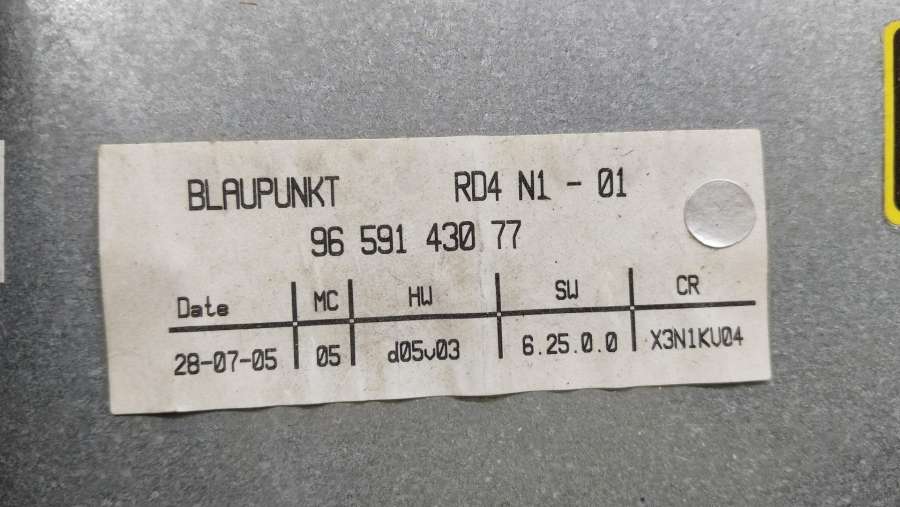 BLAUPUNKT RD4 N1 - 01
96 591 430 77
Date MC HW SW CR
28-07-05 05 d05v03 6.25.0.0 X3N1KV04